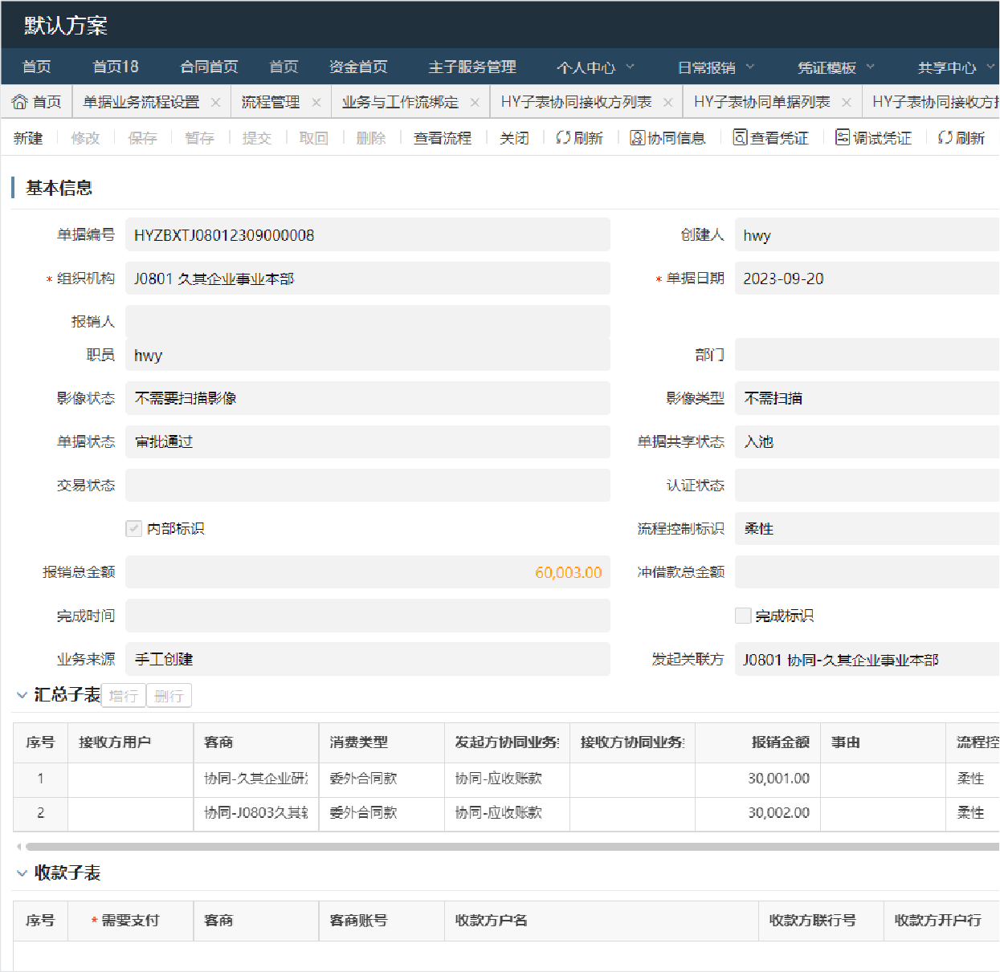 默认方案
首页 首页18 合同首页 首页 资金首页 主子服务管理 个人中心 日常报销 凭证模板 共享中心
首页 单据业务流程设置 流程管理 业务与工作流绑定 HY子表协同接收方列表 HY子表协同单据列表 HY子表协同接收方
新建 修改 保存 暂存 提交 取回 删除 查看流程 关闭 刷新 协同信息 查看凭证 调试凭证 刷新
基本信息
单据编号 HYZBXTJ08012309000008 创建人 hwy
* 组织机构 J0801 久其企业事业本部 * 单据日期 2023-09-20
报销人
职员 hwy 部门
影像状态 不需要扫描影像 影像类型 不需扫描
单据状态 审批通过 单据共享状态 入池
交易状态 认证状态
内部标识 流程控制标识 柔性
报销总金额 60,003.00 冲借款总金额
完成时间 完成标识
业务来源 手工创建 发起关联方 J0801 协同-久其企业事业本部
汇总子表 增行 删行
序号 接收方用户 客商 消费类型 发起方协同业务 接收方协同业务 报销金额 事由 流程控
1 协同-久其企业研 委外合同款 协同-应收账款 30,001.00 柔性
2 协同-J0803久其软 委外合同款 协同-应收账款 30,002.00 柔性
收款子表
序号 * 需要支付 客商 客商账号 收款方户名 收款方联行号 收款方开户行